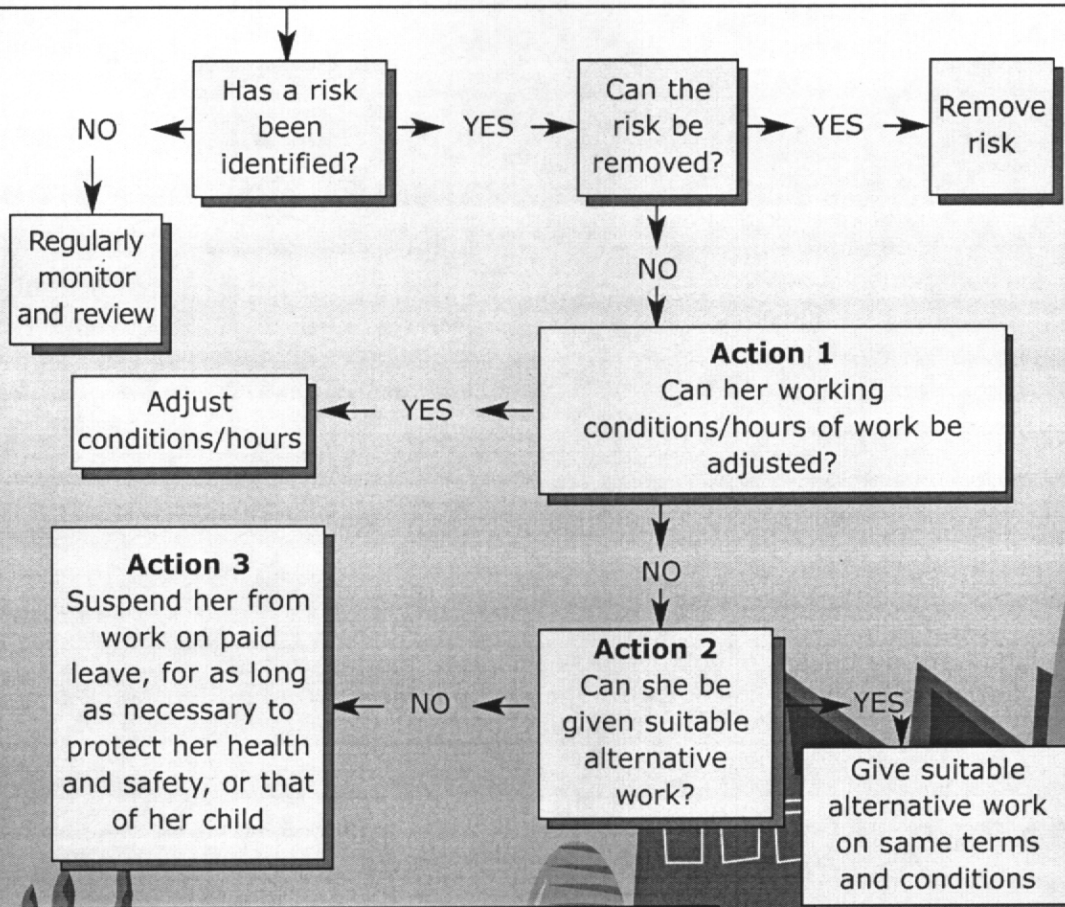 Has a risk
been
identified?
NO
YES
Can the
risk be
removed?
YES
Remove
risk
Regularly
monitor
and review
NO
Action 1
Can her working
conditions/hours of work be
adjusted?
YES
Adjust
conditions/hours
NO
Action 2
Can she be
given suitable
alternative
work?
YES
Give suitable
alternative work
on same terms
and conditions
NO
Action 3
Suspend her from
work on paid
leave, for as long
as necessary to
protect her health
and safety, or that
of her child